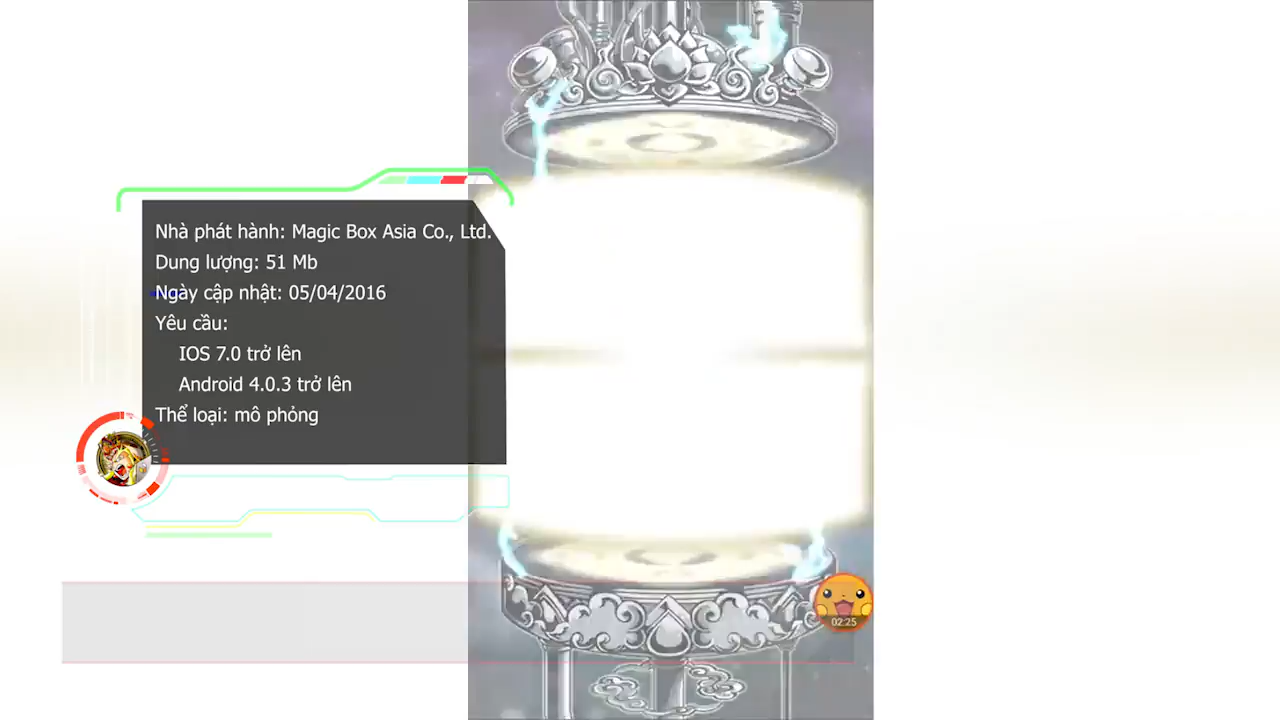 Nhà phát hành: Magic Box Asia Co., Ltd.
Dung lượng: 51 Mb
Ngày cập nhật: 05/04/2016
Yêu cầu:
IOS 7.0 trở lên
Android 4.0.3 trở lên
Thể loại: mô phỏng
02:25